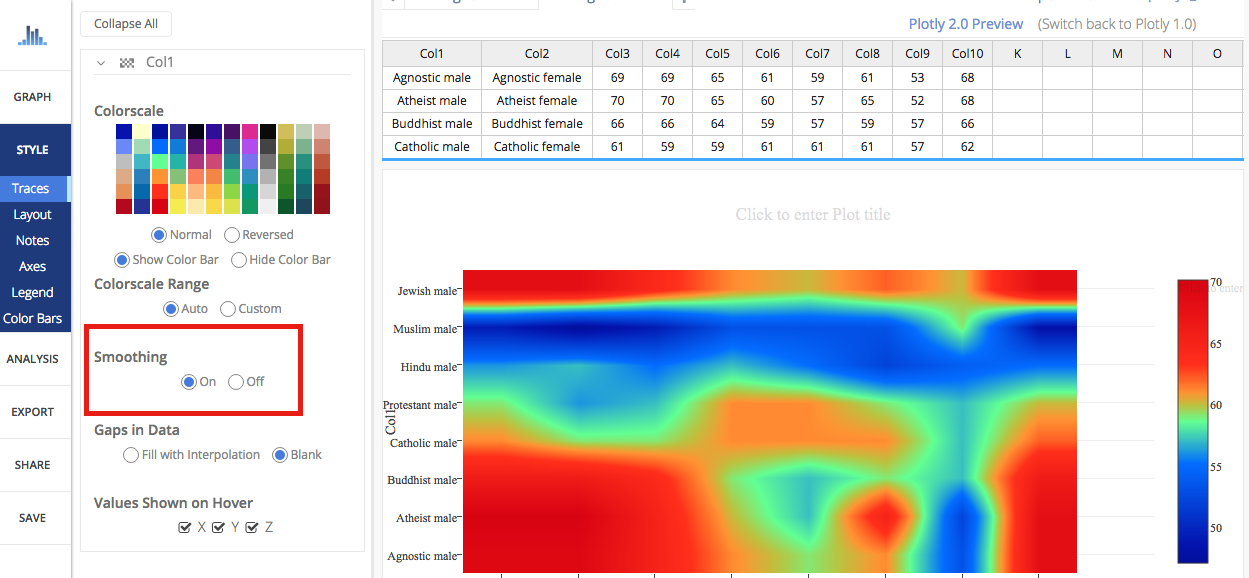 Collapse All
Plotly 2.0 Preview (Switch back to Plotly 1.0)
GRAPH
STYLE
Traces
Layout
Notes
Axes
Legend
Color Bars
ANALYSIS
EXPORT
SHARE
SAVE
Col1
Colorscale
Normal Reversed
Show Color Bar Hide Color Bar
Colorscale Range
Auto Custom
Smoothing
On Off
Gaps in Data
Fill with Interpolation Blank
Values Shown on Hover
X Y Z
Col1 Col2 Col3 Col4 Col5 Col6 Col7 Col8 Col9 Col10 K L M N O
Agnostic male Agnostic female 69 69 65 61 59 61 53 68
Atheist male Atheist female 70 70 65 60 57 65 52 68
Buddhist male Buddhist female 66 66 64 59 57 59 57 66
Catholic male Catholic female 61 59 59 61 61 61 57 62
Click to enter Plot title
Jewish male
Muslim male
Hindu male
Protestant male
Catholic male
Buddhist male
Atheist male
Agnostic male
Col1
70
to enter
65
60
55
50